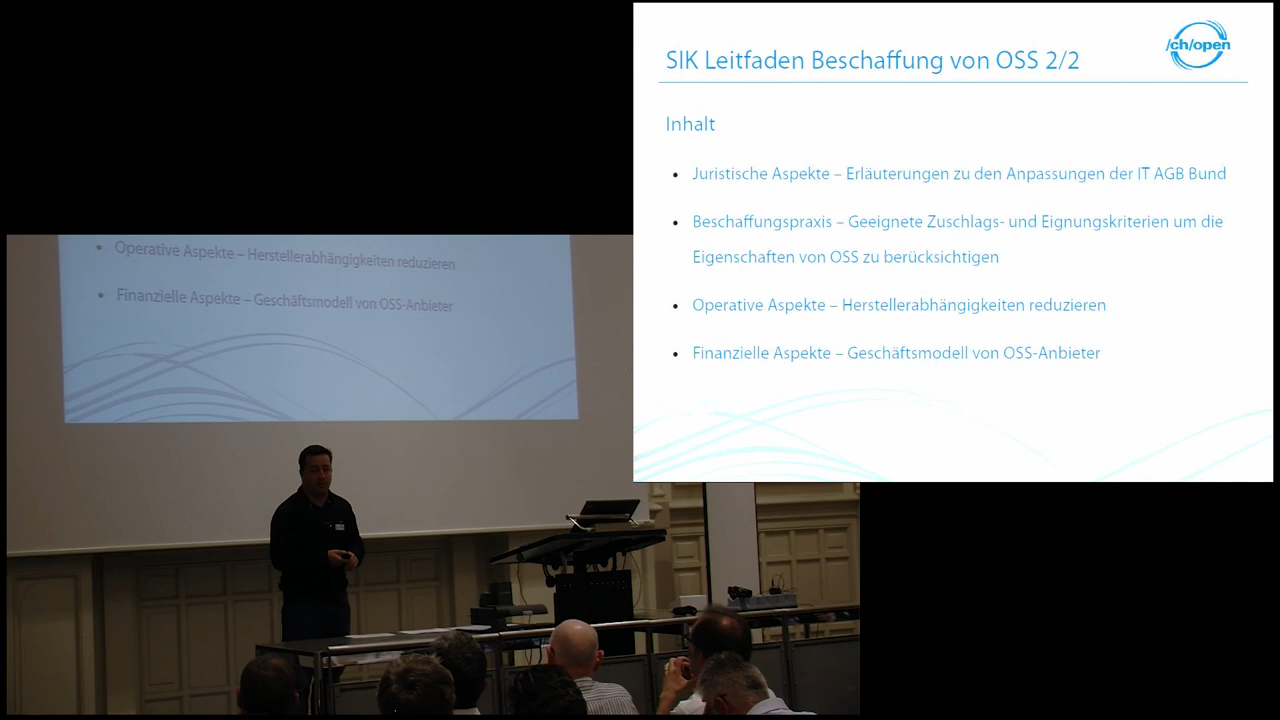 /ch/open
SIK Leitfaden Beschaffung von OSS 2/2
Inhalt
• Juristische Aspekte – Erläuterungen zu den Anpassungen der IT AGB Bund
• Beschaffungspraxis – Geeignete Zuschlags- und Eignungskriterien um die
Eigenschaften von OSS zu berücksichtigen
• Operative Aspekte – Herstellerabhängigkeiten reduzieren
• Finanzielle Aspekte – Geschäftsmodell von OSS-Anbieter
• Operative Aspekte – Herstellerabhängigkeiten reduzieren
• Finanzielle Aspekte – Geschäftsmodell von OSS-Anbieter